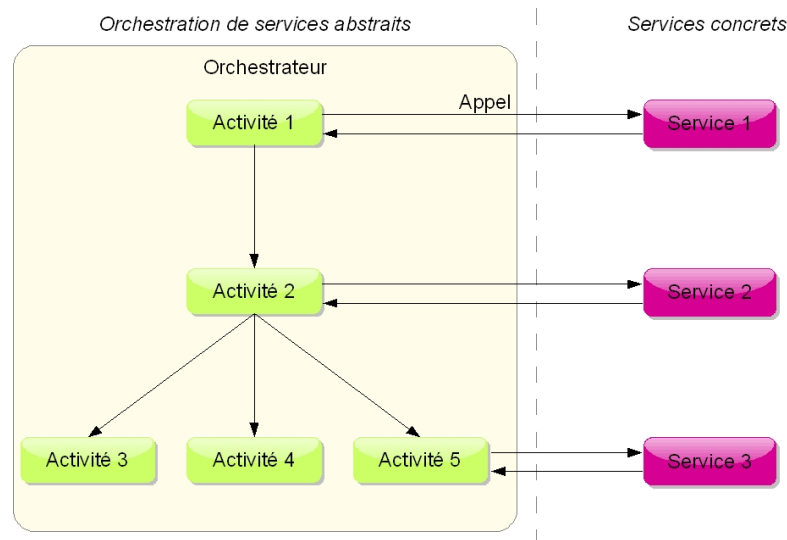 Orchestration de services abstraits
Services concrets
Orchestrateur
Appel
Activité 1
Service 1
Activité 2
Service 2
Activité 3
Activité 4
Activité 5
Service 3